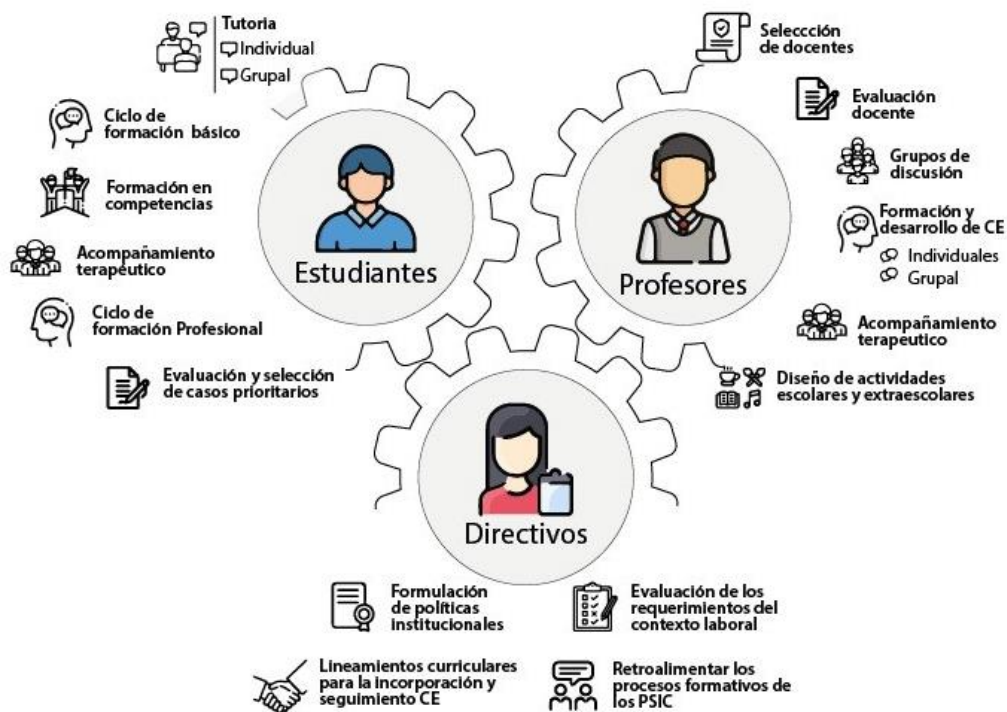 Tutoria
Individual
Grupal
Ciclo de
formación básico
Formación en
competencias
Acompañamiento
terapéutico
Ciclo de
formación Profesional
Evaluación y selección
de casos prioritarios
Estudiantes
Seleccción
de docentes
Evaluación
docente
Grupos de
discusión
Formación y
desarrollo de CE
Individuales
Grupal
Acompañamiento
terapeutico
Diseño de actividades
escolares y extraescolares
Profesores
Directivos
Formulación
de políticas
institucionales
Evaluación de los
requerimientos del
contexto laboral
Lineamientos curriculares
para la incorporación y
seguimiento CE
Retroalimentar los
procesos formativos de
los PSIC